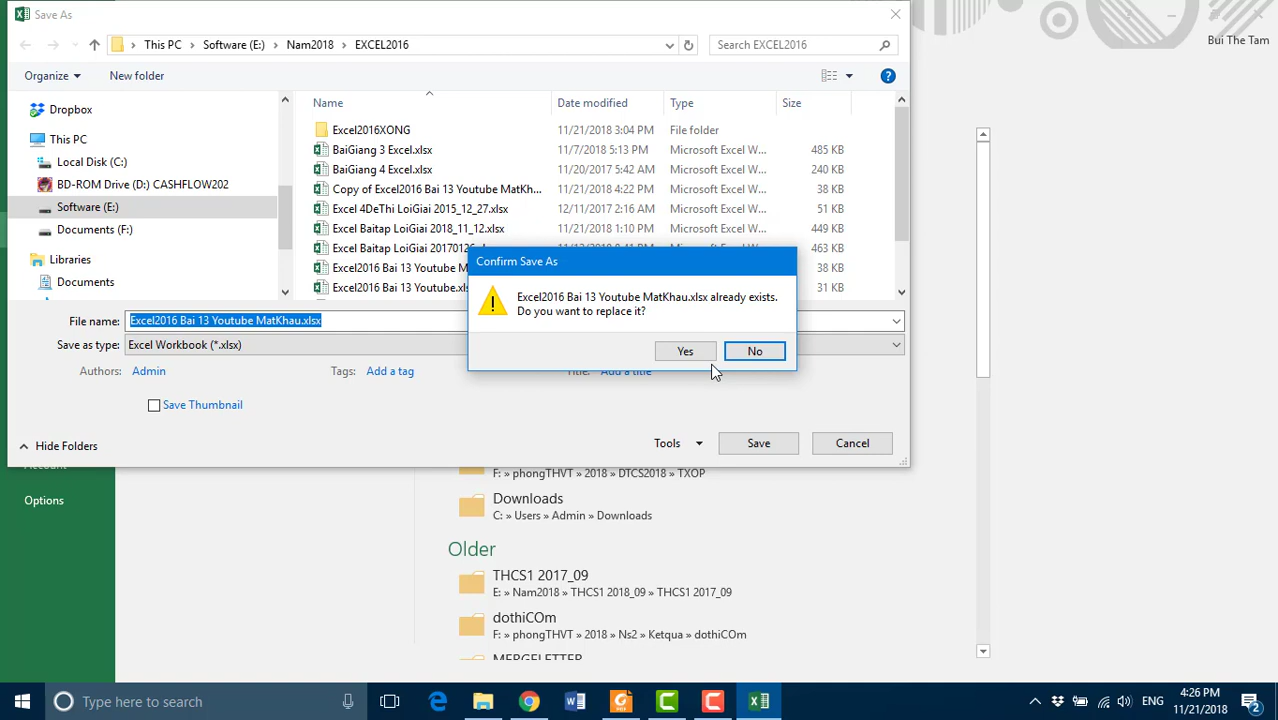 Save As
Bui The Tam
This PC > Software (E:) > Nam2018 > EXCEL2016
Search EXCEL2016
Organize
New folder
Name
Date modified
Type
Size
Dropbox
This PC
Local Disk (C:)
BD-ROM Drive (D:) CASHFLOW202
Software (E:)
Documents (F:)
Libraries
Documents
Excel2016XONG 11/21/2018 3:04 PM File folder
BaiGiang 3 Excel.xlsx 11/7/2018 5:13 PM Microsoft Excel W... 485 KB
BaiGiang 4 Excel.xlsx 11/20/2017 5:42 AM Microsoft Excel W... 240 KB
Copy of Excel2016 Bai 13 Youtube MatKh... 11/21/2018 4:22 PM Microsoft Excel W... 38 KB
Excel 4DeThi LoiGiai 2015_12_27.xlsx 12/11/2017 2:16 AM Microsoft Excel W... 51 KB
Excel Baitap LoiGiai 2018_11_12.xlsx 11/21/2018 1:10 PM Microsoft Excel W... 449 KB
Excel Baitap LoiGiai 463 KB
Excel2016 Bai 13 Youtube M 38 KB
Excel2016 Bai 13 Youtube.xls 31 KB
Confirm Save As
Excel2016 Bai 13 Youtube MatKhau.xlsx already exists.
Do you want to replace it?
Yes
No
File name: Excel2016 Bai 13 Youtube MatKhau.xlsx
Save as type: Excel Workbook (*.xlsx)
Authors: Admin
Tags: Add a tag
Title: Add a title
Save Thumbnail
Hide Folders
Tools
Save
Cancel
Account
Options
F: » phongTHVT » 2018 » DTCS2018 » TXOP
Downloads
C: » Users » Admin » Downloads
Older
THCS1 2017_09
E: » Nam2018 » THCS1 2018_09 » THCS1 2017_09
dothiCOm
F: » phongTHVT » 2018 » Ns2 » Ketqua » dothiCOm
MERGELETTER
Type here to search
ENG
4:26 PM
11/21/2018
2